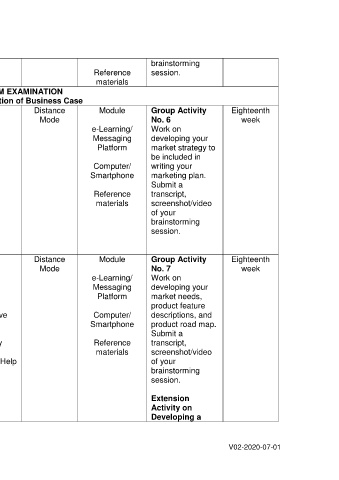 brainstorming
Reference session.
materials
M EXAMINATION
tion of Business Case
Distance Module Group Activity Eighteenth
Mode No. 6 week
e-Learning/ Work on
Messaging developing your
Platform market strategy to
be included in
Computer/ writing your
Smartphone marketing plan.
Submit a
Reference transcript,
materials screenshot/video
of your
brainstorming
session.
Distance Module Group Activity Eighteenth
Mode No. 7 week
e-Learning/ Work on
Messaging developing your
Platform market needs,
product feature
ve Computer/ descriptions, and
Smartphone product road map.
Submit a
y Reference transcript,
materials screenshot/video
Help of your
brainstorming
session.
Extension
Activity on
Developing a
V02-2020-07-01